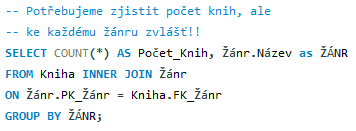 -- Potřebujeme zjistit počet knih, ale
-- ke každému žánru zvlášť!!
SELECT COUNT(*) AS Počet_Knih, Žánr.Název as ŽÁNR
FROM Kniha INNER JOIN Žánr
ON Žánr.PK_Žánr = Kniha.FK_Žánr
GROUP BY ŽÁNR;